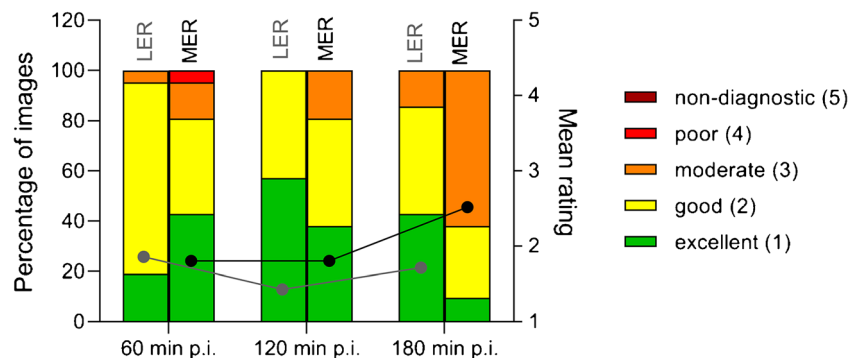 Percentage of images
120
100
80
60
40
20
0
LER
MER
LER
MER
LER
MER
60 min p.i.
120 min p.i.
180 min p.i.
5
4
3
2
1
Mean rating
non-diagnostic (5)
poor (4)
moderate (3)
good (2)
excellent (1)